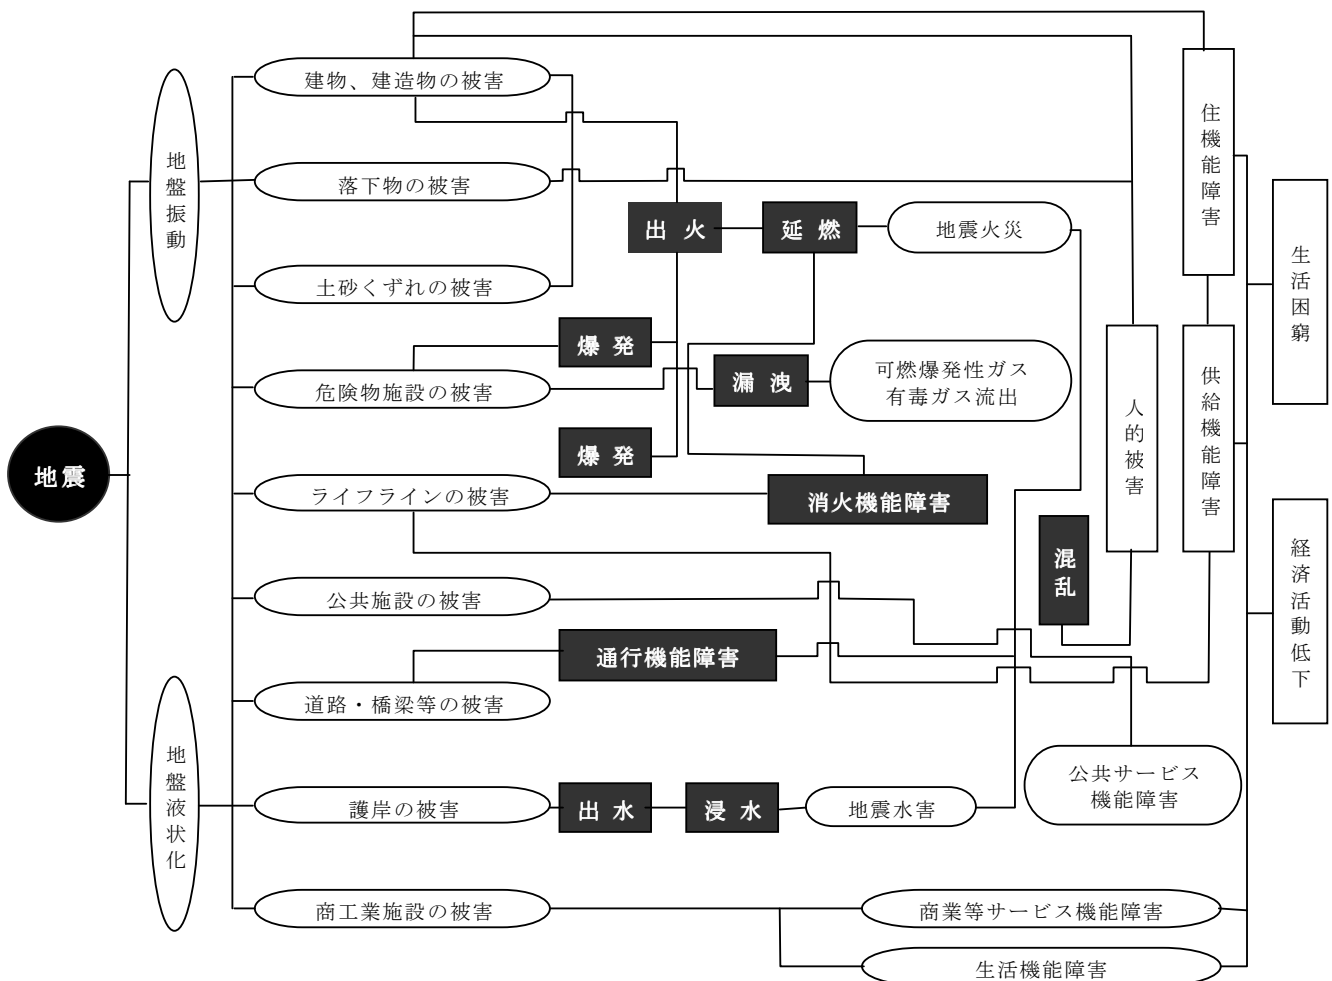 地震
地盤振動
地盤液状化
建物、建造物の被害
落下物の被害
土砂くずれの被害
危険物施設の被害
ライフラインの被害
公共施設の被害
道路・橋梁等の被害
護岸の被害
商工業施設の被害
出火
延燃
地震火災
爆発
漏洩
可燃爆発性ガス
有毒ガス流出
爆発
消火機能障害
混乱
通行機能障害
出水
浸水
地震水害
公共サービス
機能障害
商業等サービス機能障害
生活機能障害
人的被害
住機能障害
供給機能障害
生活困窮
経済活動低下